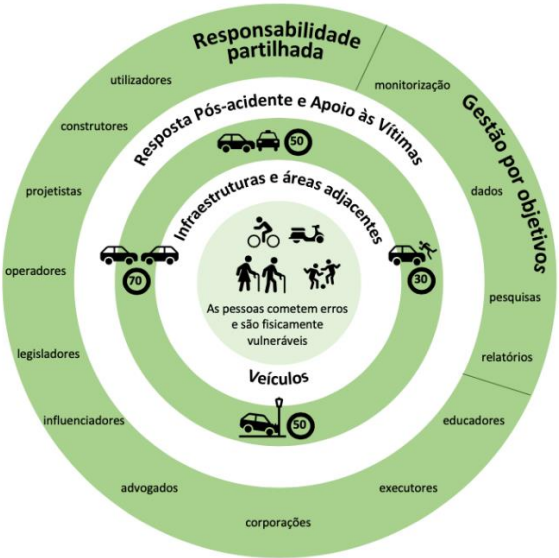 Responsabilidade
partilhada
utilizadores
construtores
projetistas
operadores
legisladores
influenciadores
advogados
corporações
executores
educadores
Gestão por objetivos
monitorização
dados
pesquisas
relatórios
Resposta Pós-acidente e Apoio às Vítimas
50
Infraestruturas e áreas adjacentes
70
30
As pessoas cometem erros
e são fisicamente
vulneráveis
Veículos
50